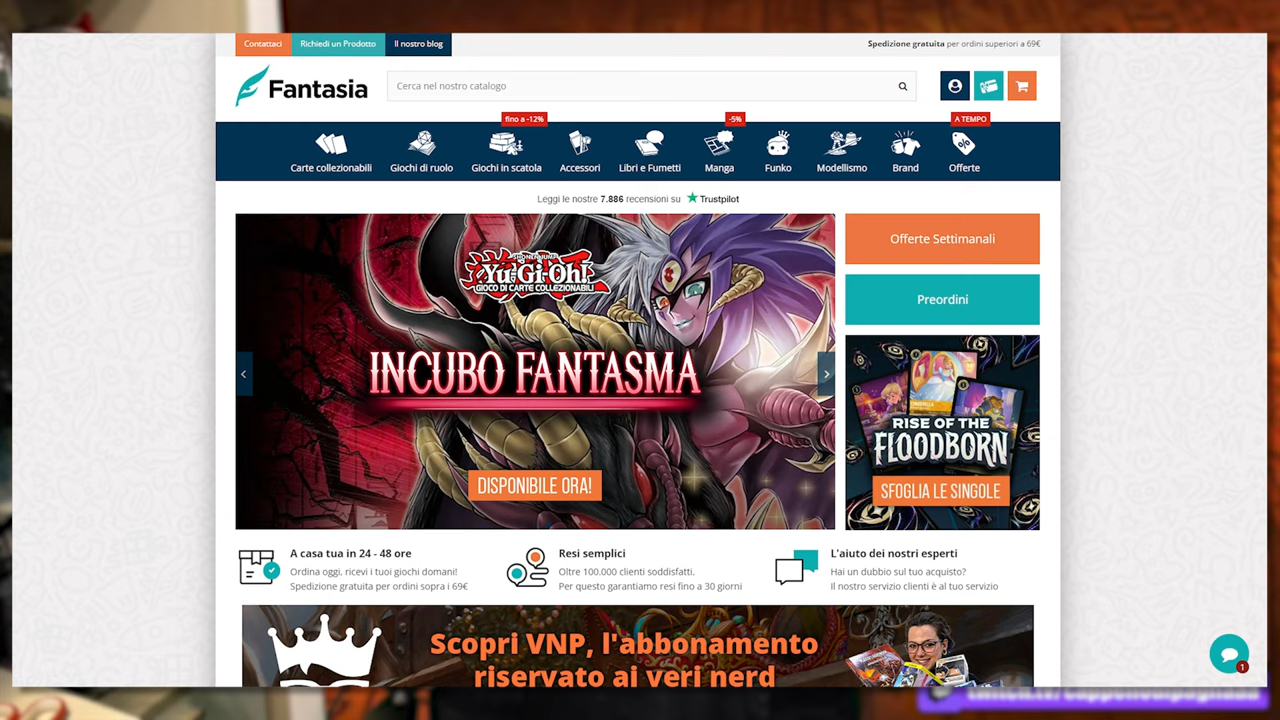 Contattaci Richiedi un Prodotto Il nostro blog
Spedizione gratuita per ordini superiori a 69€
Fantasia
Cerca nel nostro catalogo
fino a -12% -5% A TEMPO
Carte collezionabili Giochi di ruolo Giochi in scatola Accessori Libri e Fumetti Manga Funko Modellismo Brand Offerte
Leggi le nostre 7.886 recensioni su Trustpilot
Yu-Gi-Oh!
GIOCO DI CARTE COLLEZIONABILI
INCUBO FANTASMA
DISPONIBILE ORA!
Offerte Settimanali
Preordini
RISE OF THE
FLOODBORN
SFOGLIA LE SINGOLE
A casa tua in 24 - 48 ore
Ordina oggi, ricevi i tuoi giochi domani!
Spedizione gratuita per ordini sopra i 69€
Resi semplici
Oltre 100.000 clienti soddisfatti.
Per questo garantiamo resi fino a 30 giorni
L'aiuto dei nostri esperti
Hai un dubbio sul tuo acquisto?
Il nostro servizio clienti è al tuo servizio
Scopri VNP, l'abbonamento
riservato ai veri nerd
1